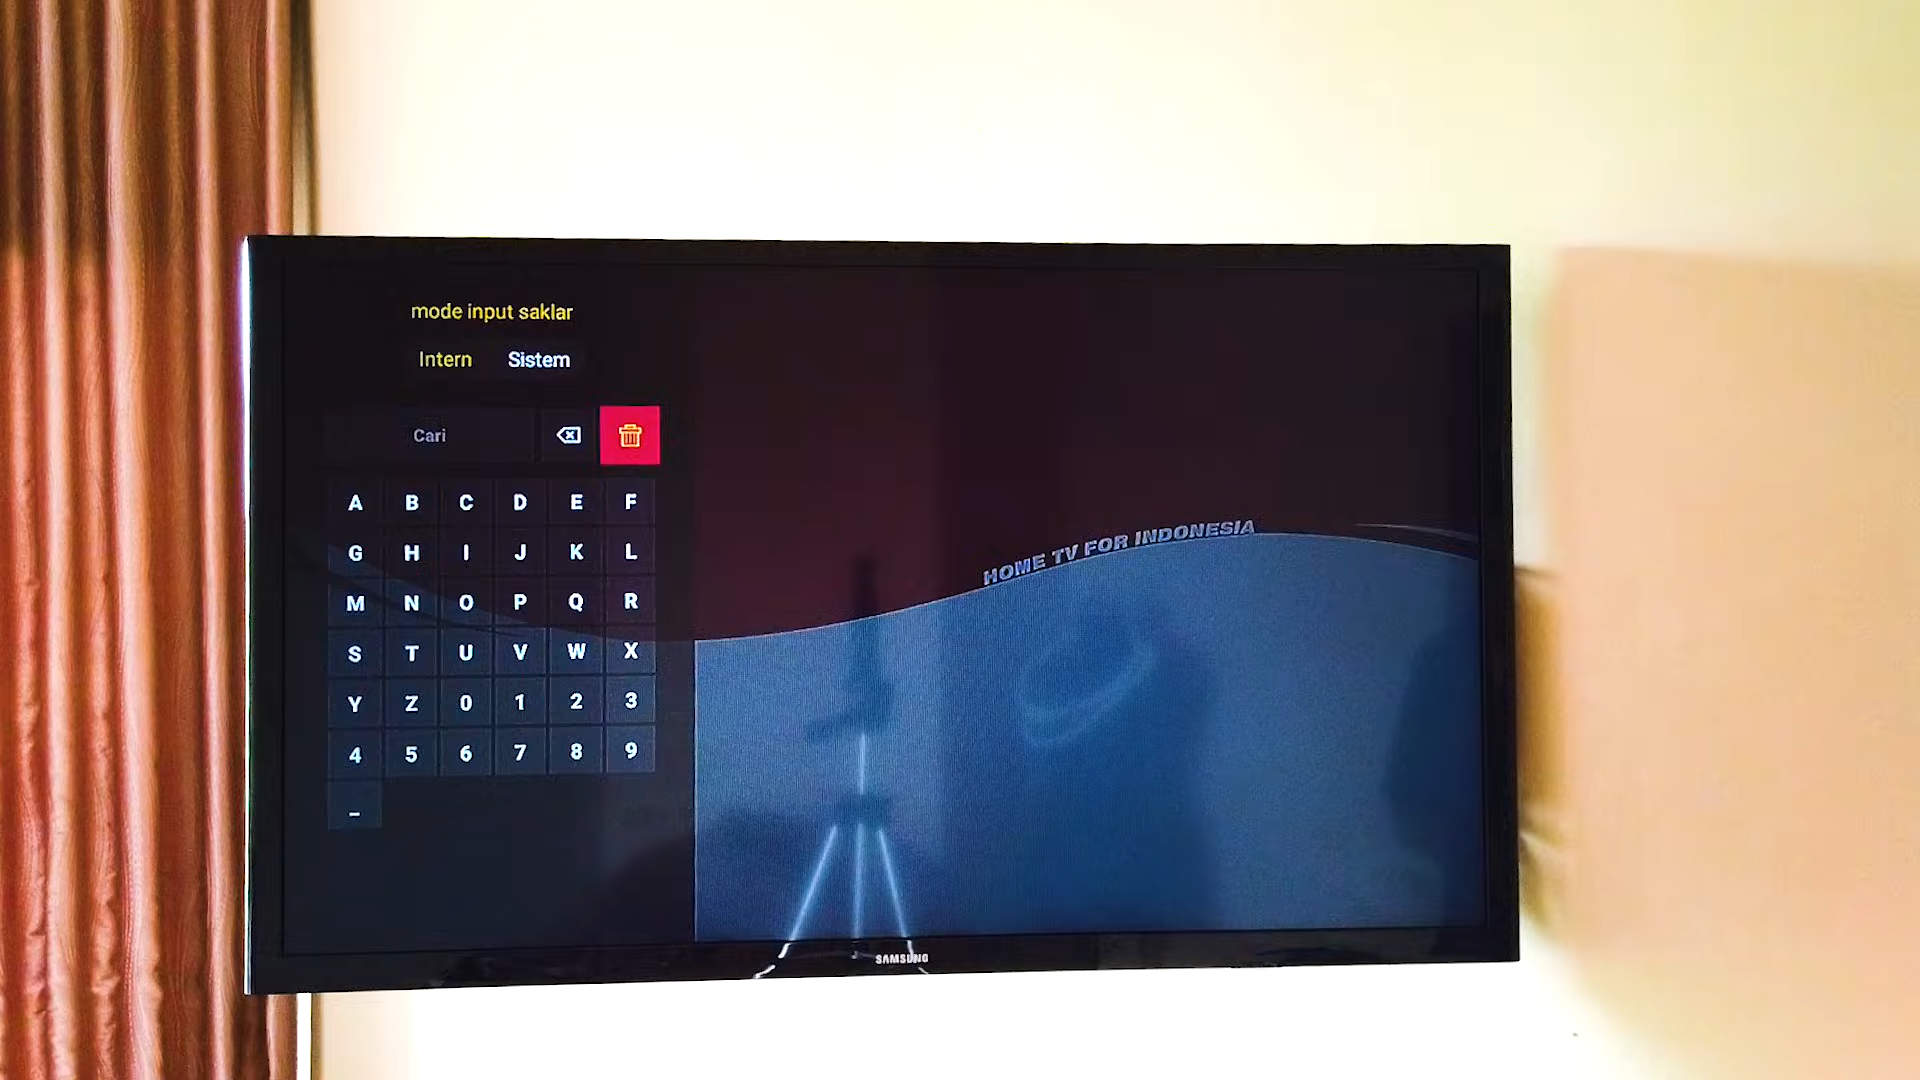 mode input saklar
Intern Sistem
Cari
A B C D E F
G H I J K L
M N O P Q R
S T U V W X
Y Z 0 1 2 3
4 5 6 7 8 9
_
HOME TV FOR INDONESIA
SAMSUNG